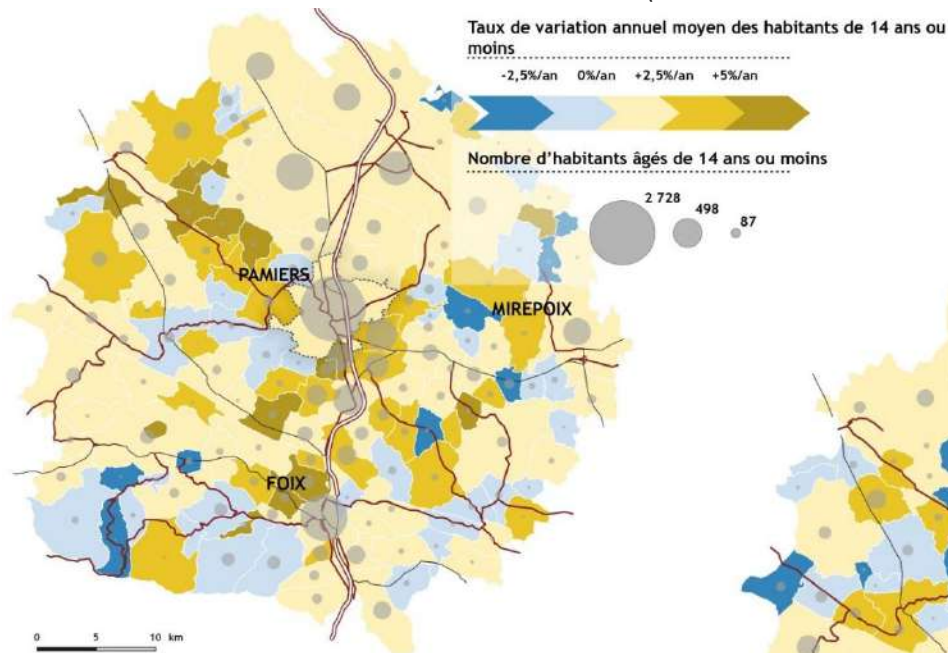 Taux de variation annuel moyen des habitants de 14 ans ou
moins
-2,5%/an 0%/an +2,5%/an +5%/an
Nombre d'habitants âgés de 14 ans ou moins
2 728
498
87
PAMIERS
MIREPOIX
FOIX
0 5 10 km